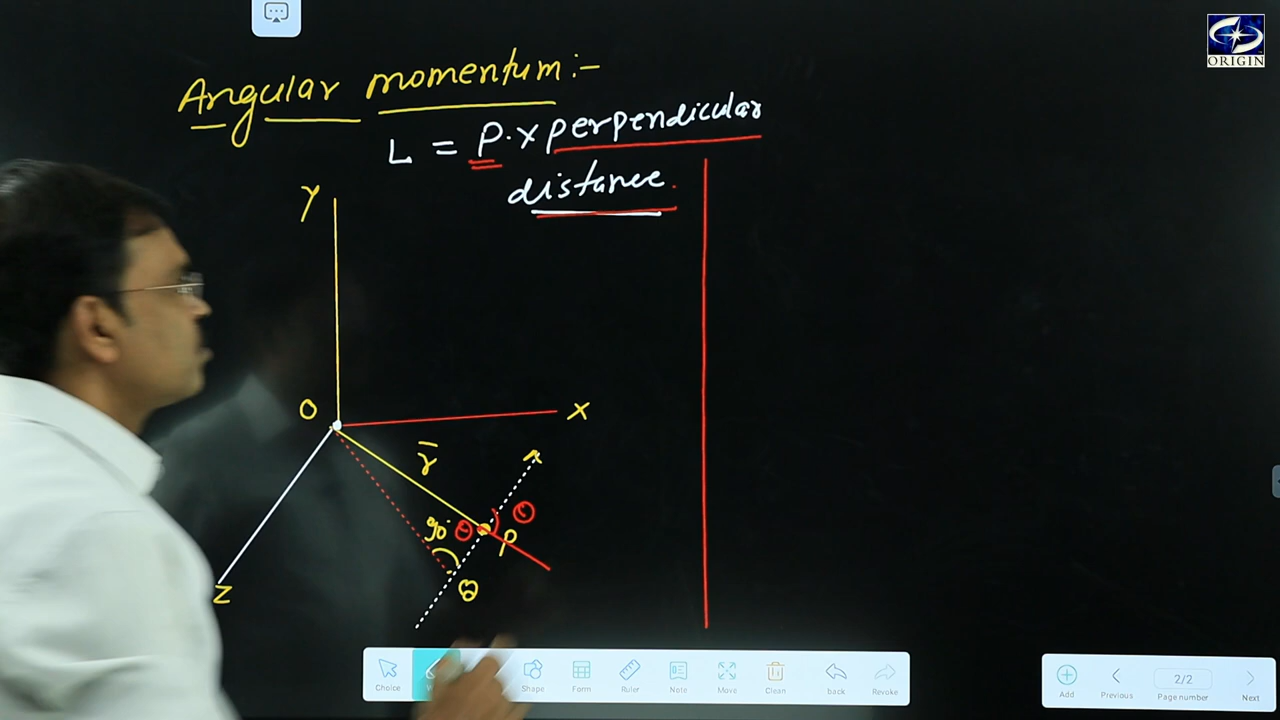 ORIGIN
Angular momentum :-
L = P. x perpendicular
distance.
Y
O
X
r̅
90° θ
θ
P
B
Z
Choice
Shape
Form
Ruler
Note
Move
Clean
back
Revoke
Add
Previous
2/2
Page number
Next